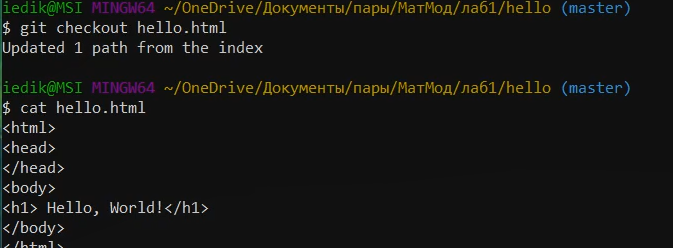 iedik@MSI MINGW64 ~/OneDrive/Документы/пары/МатМод/лаб1/hello (master)
$ git checkout hello.html
Updated 1 path from the index
iedik@MSI MINGW64 ~/OneDrive/Документы/пары/МатМод/лаб1/hello (master)
$ cat hello.html
<html>
<head>
</head>
<body>
<h1> Hello, World!</h1>
</body>
</html>